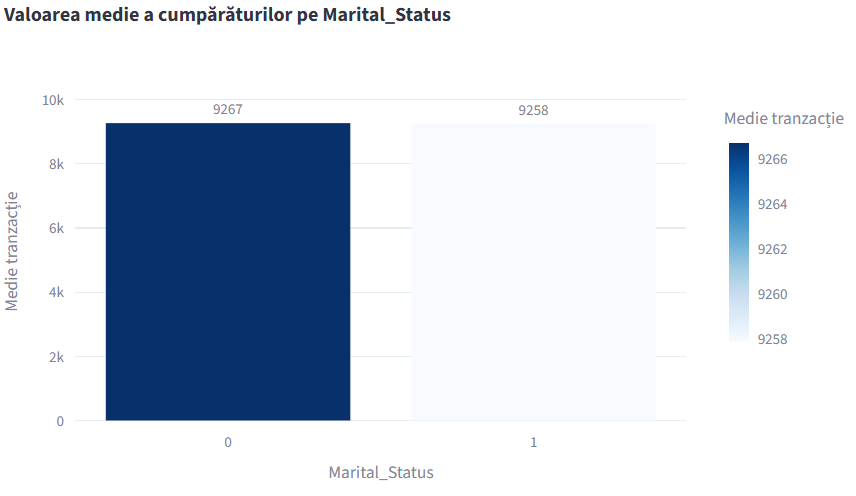 Valoarea medie a cumpărăturilor pe Marital_Status
Medie tranzacție
10k
8k
6k
4k
2k
0
9267
9258
0
1
Marital_Status
Medie tranzacție
9266
9264
9262
9260
9258